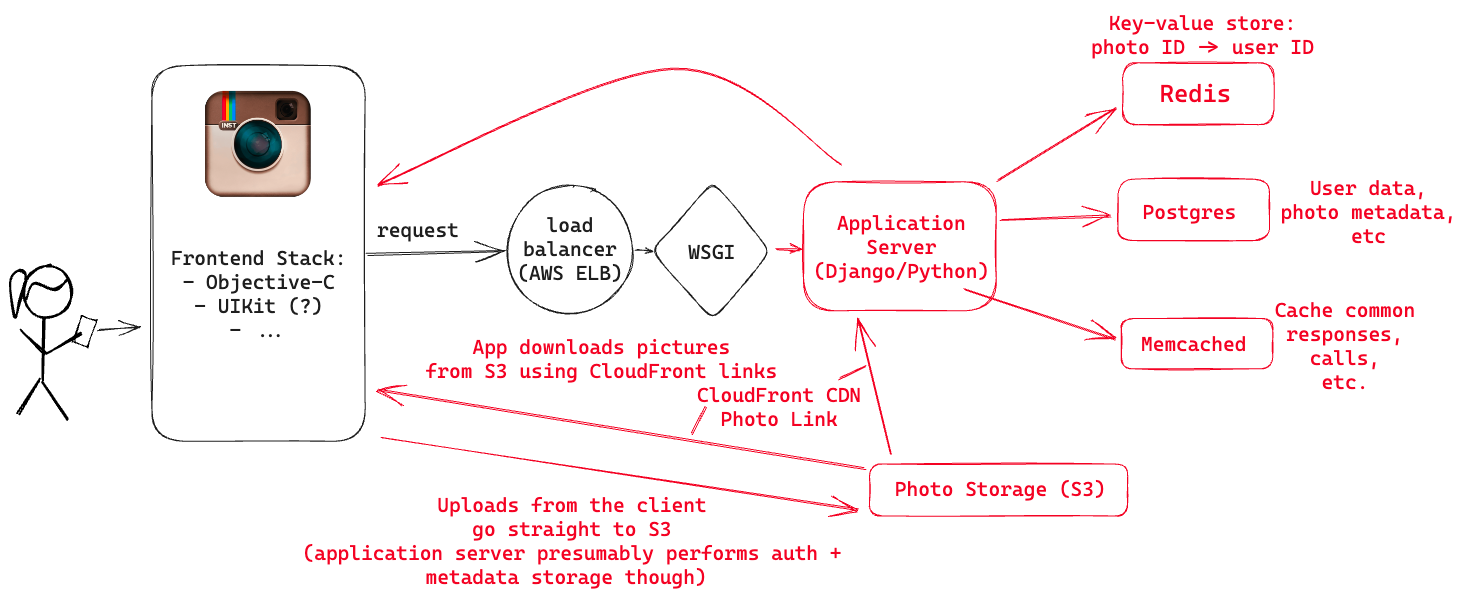 Key-value store:
photo ID -> user ID
Redis
INST
request
load
balancer
(AWS ELB)
WSGI
Application
Server
(Django/Python)
Postgres
User data,
photo metadata,
etc
Frontend Stack:
- Objective-C
- UIKit (?)
- ...
Memcached
Cache common
responses,
calls,
etc.
App downloads pictures
from S3 using CloudFront links
CloudFront CDN
Photo Link
Photo Storage (S3)
Uploads from the client
go straight to S3
(application server presumably performs auth +
metadata storage though)